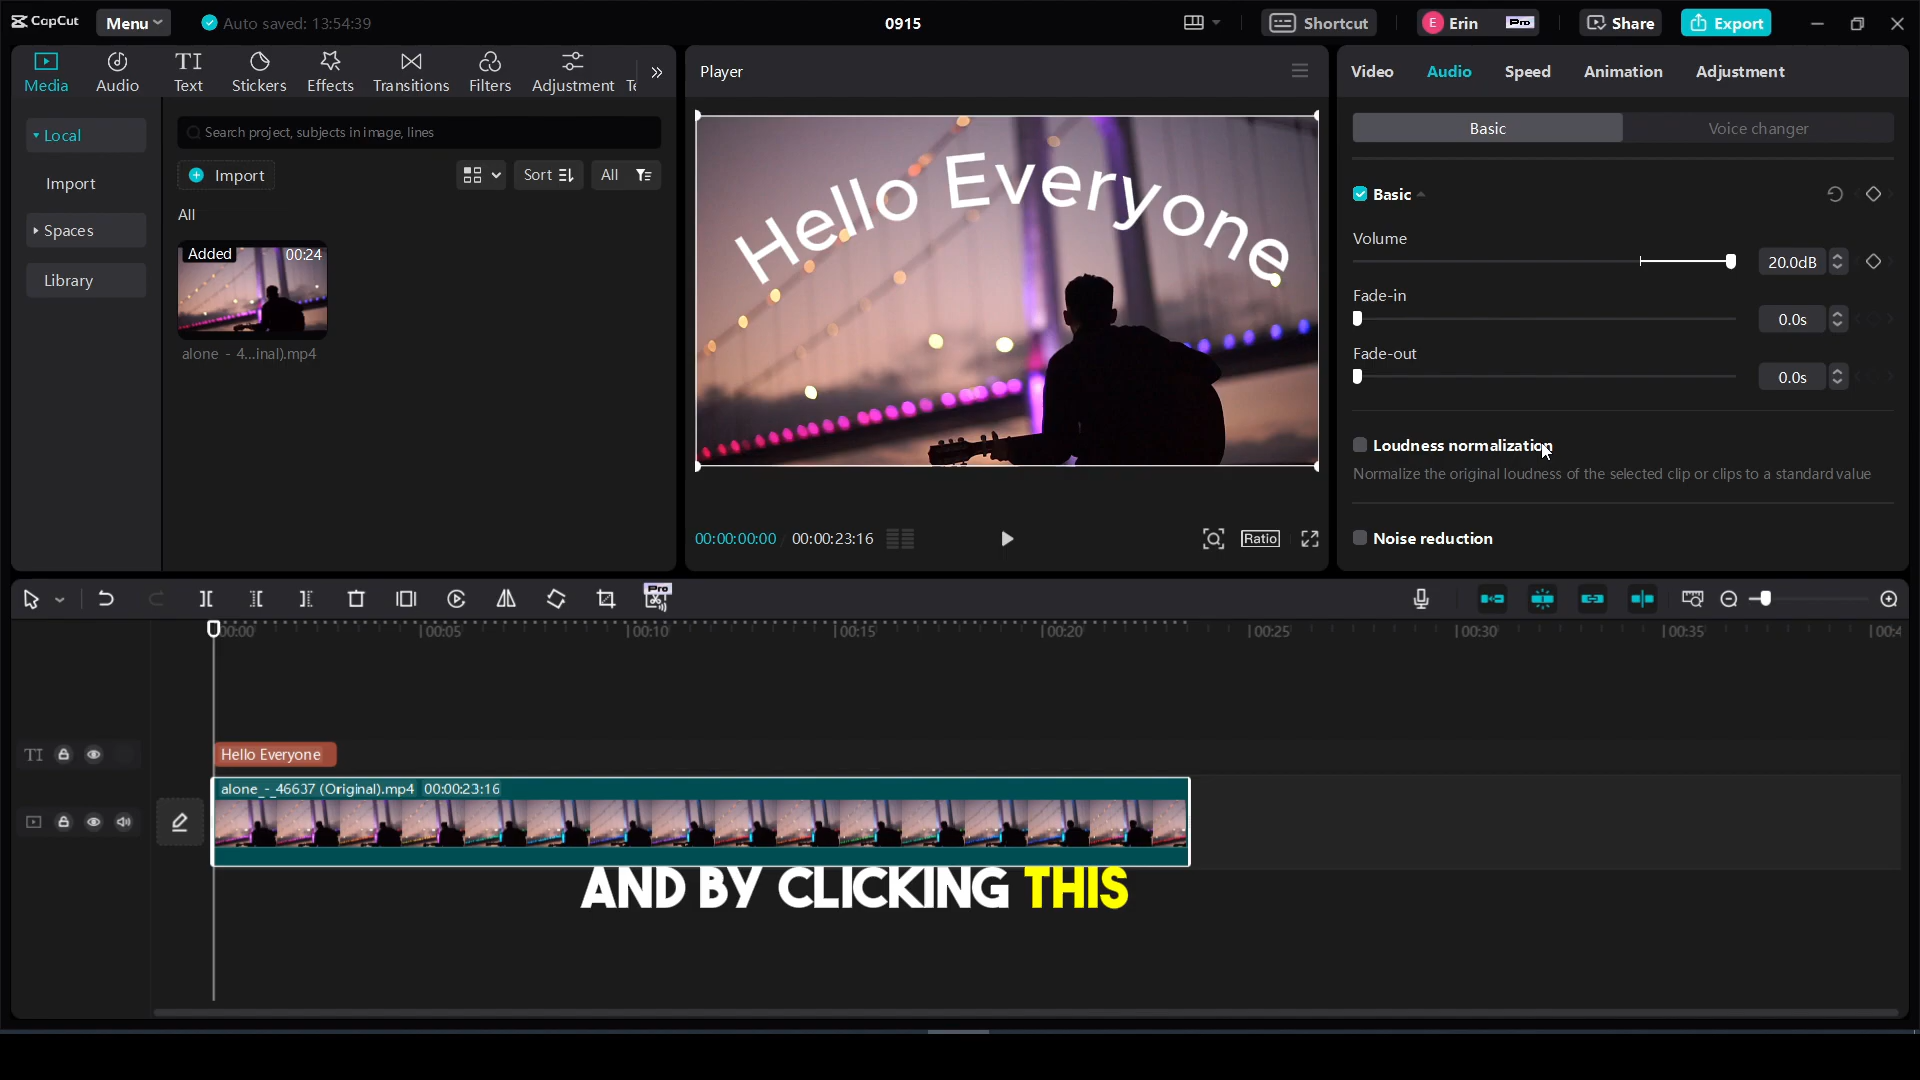 CapCut
Menu
Auto saved: 13:54:39
0915
Shortcut
E
Erin
Pro
Share
Export
Media
Audio
Text
Stickers
Effects
Transitions
Filters
Adjustment
Local
Import
Spaces
Library
Search project, subjects in image, lines
Import
Sort
All
All
Added
00:24
alone - 4...inal).mp4
Player
Hello Everyone
00:00:00:00
00:00:23:16
Ratio
Video
Audio
Speed
Animation
Adjustment
Basic
Voice changer
Basic
Volume
20.0dB
Fade-in
0.0s
Fade-out
0.0s
Loudness normalization
Normalize the original loudness of the selected clip or clips to a standard value
Noise reduction
Pro
00:00
00:05
00:10
00:15
00:20
00:25
00:30
00:35
TI
Hello Everyone
alone_-_46637 (Original).mp4 00:00:23:16
AND BY CLICKING THIS